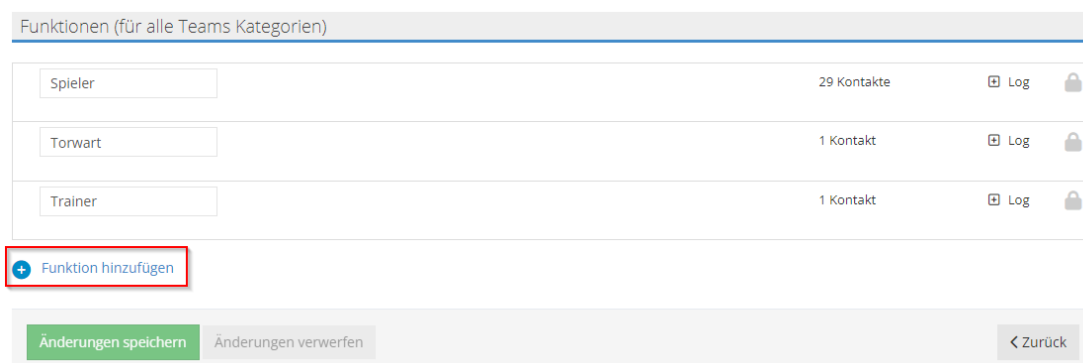 Funktionen (für alle Teams Kategorien)
Spieler 29 Kontakte Log
Torwart 1 Kontakt Log
Trainer 1 Kontakt Log
Funktion hinzufügen
Änderungen speichern Änderungen verwerfen Zurück